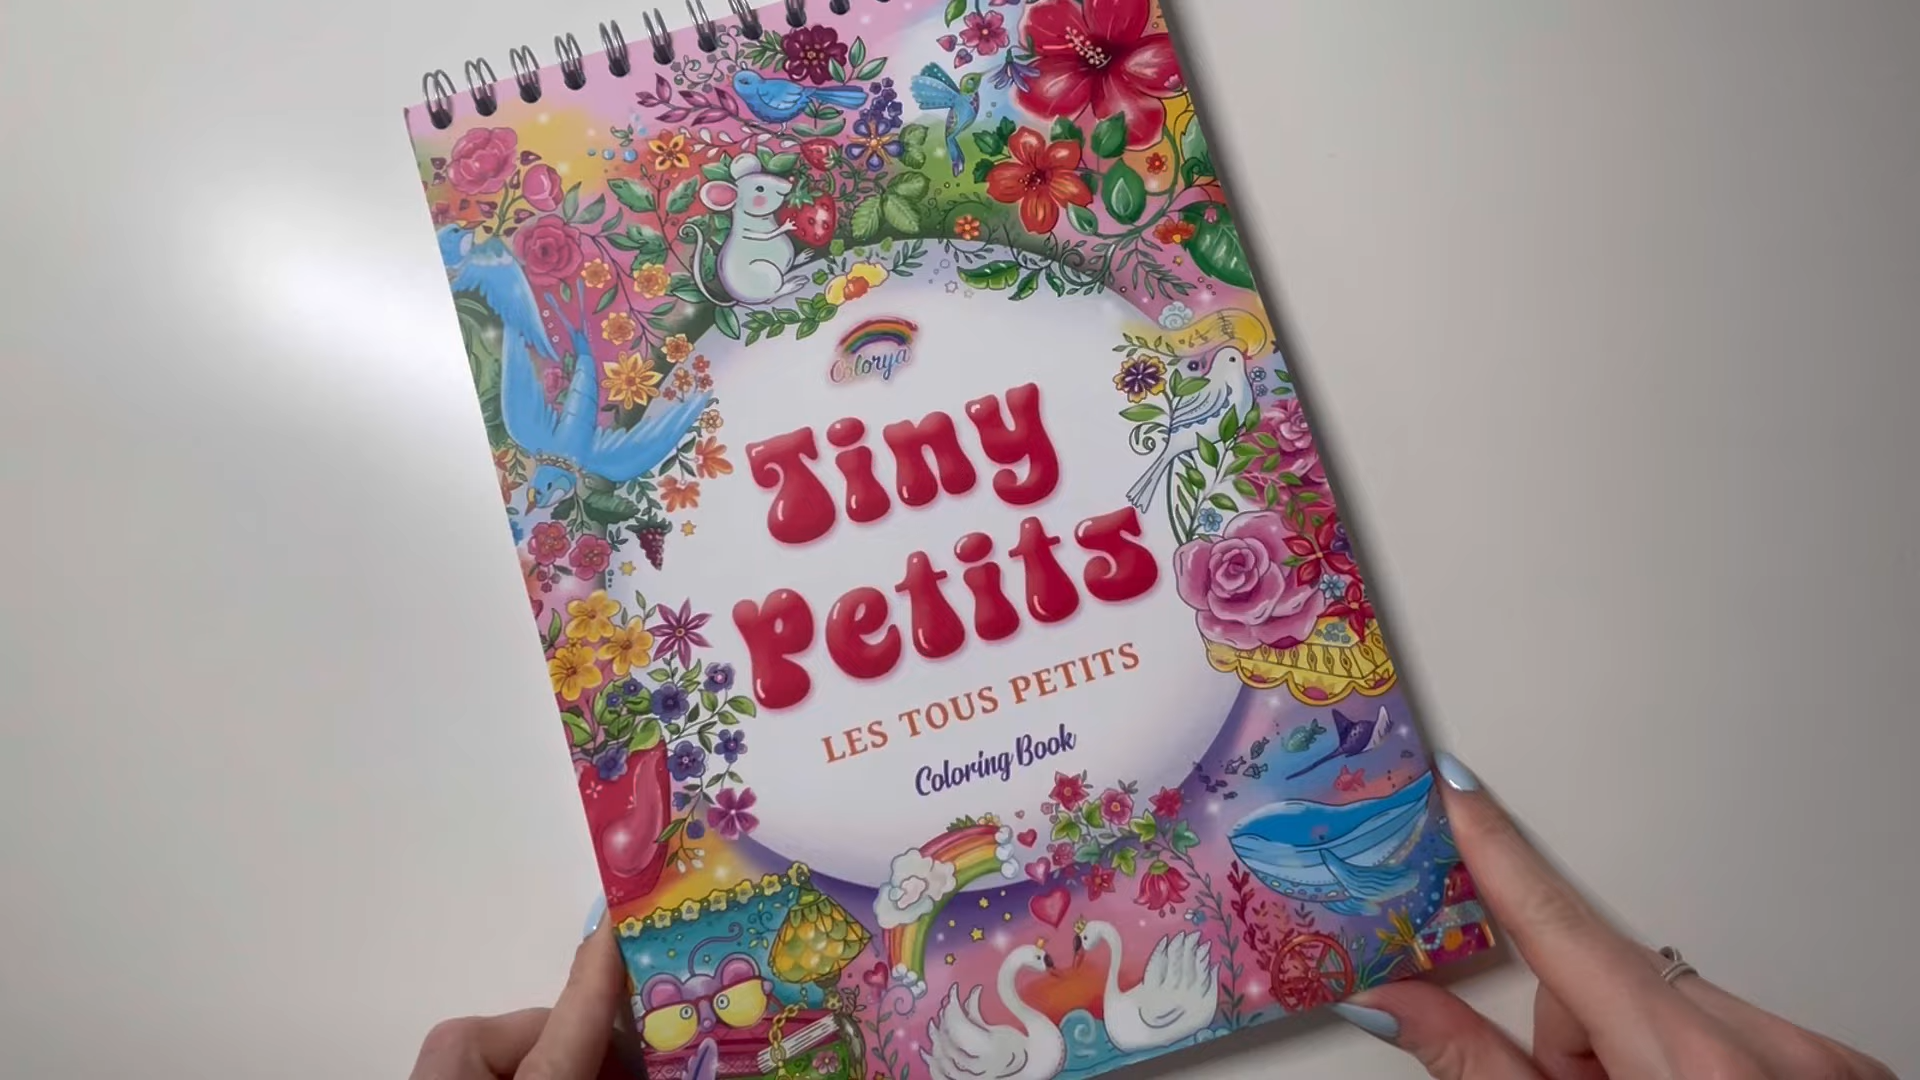 Colorya
Tiny
Petits
LES TOUS PETITS
Coloring Book